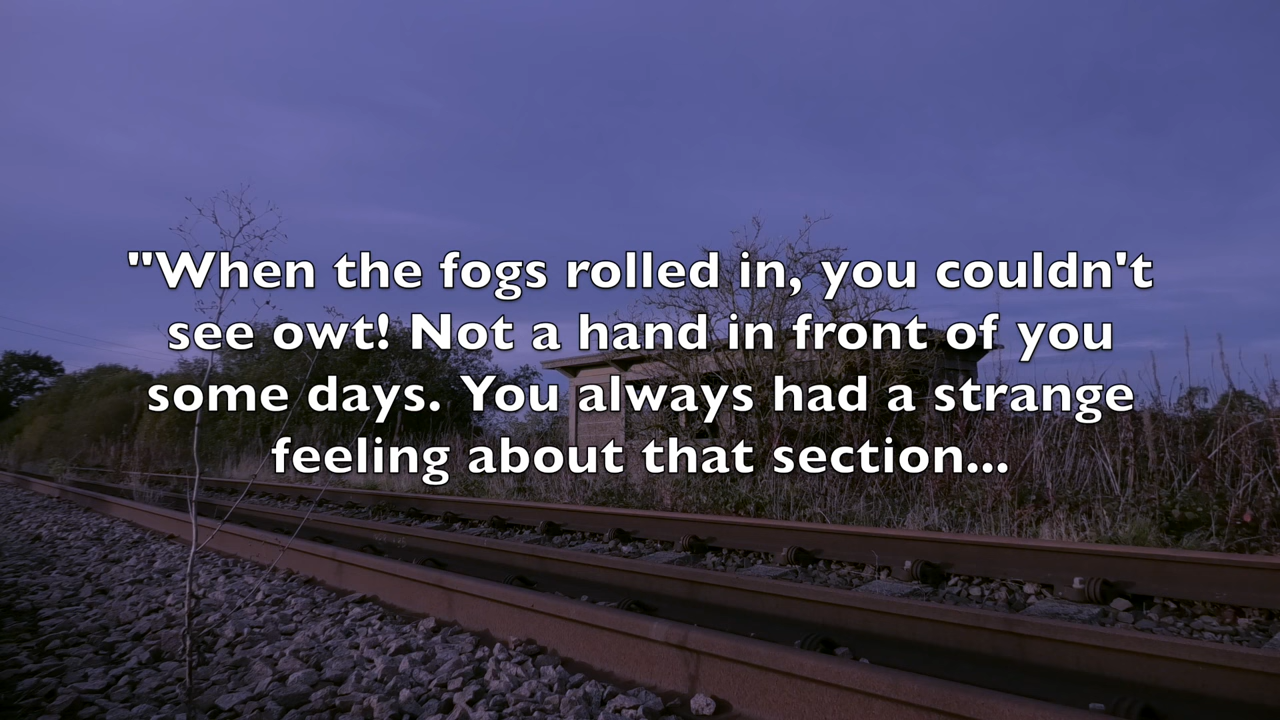 "When the fogs rolled in, you couldn't
see owt! Not a hand in front of you
some days. You always had a strange
feeling about that section...